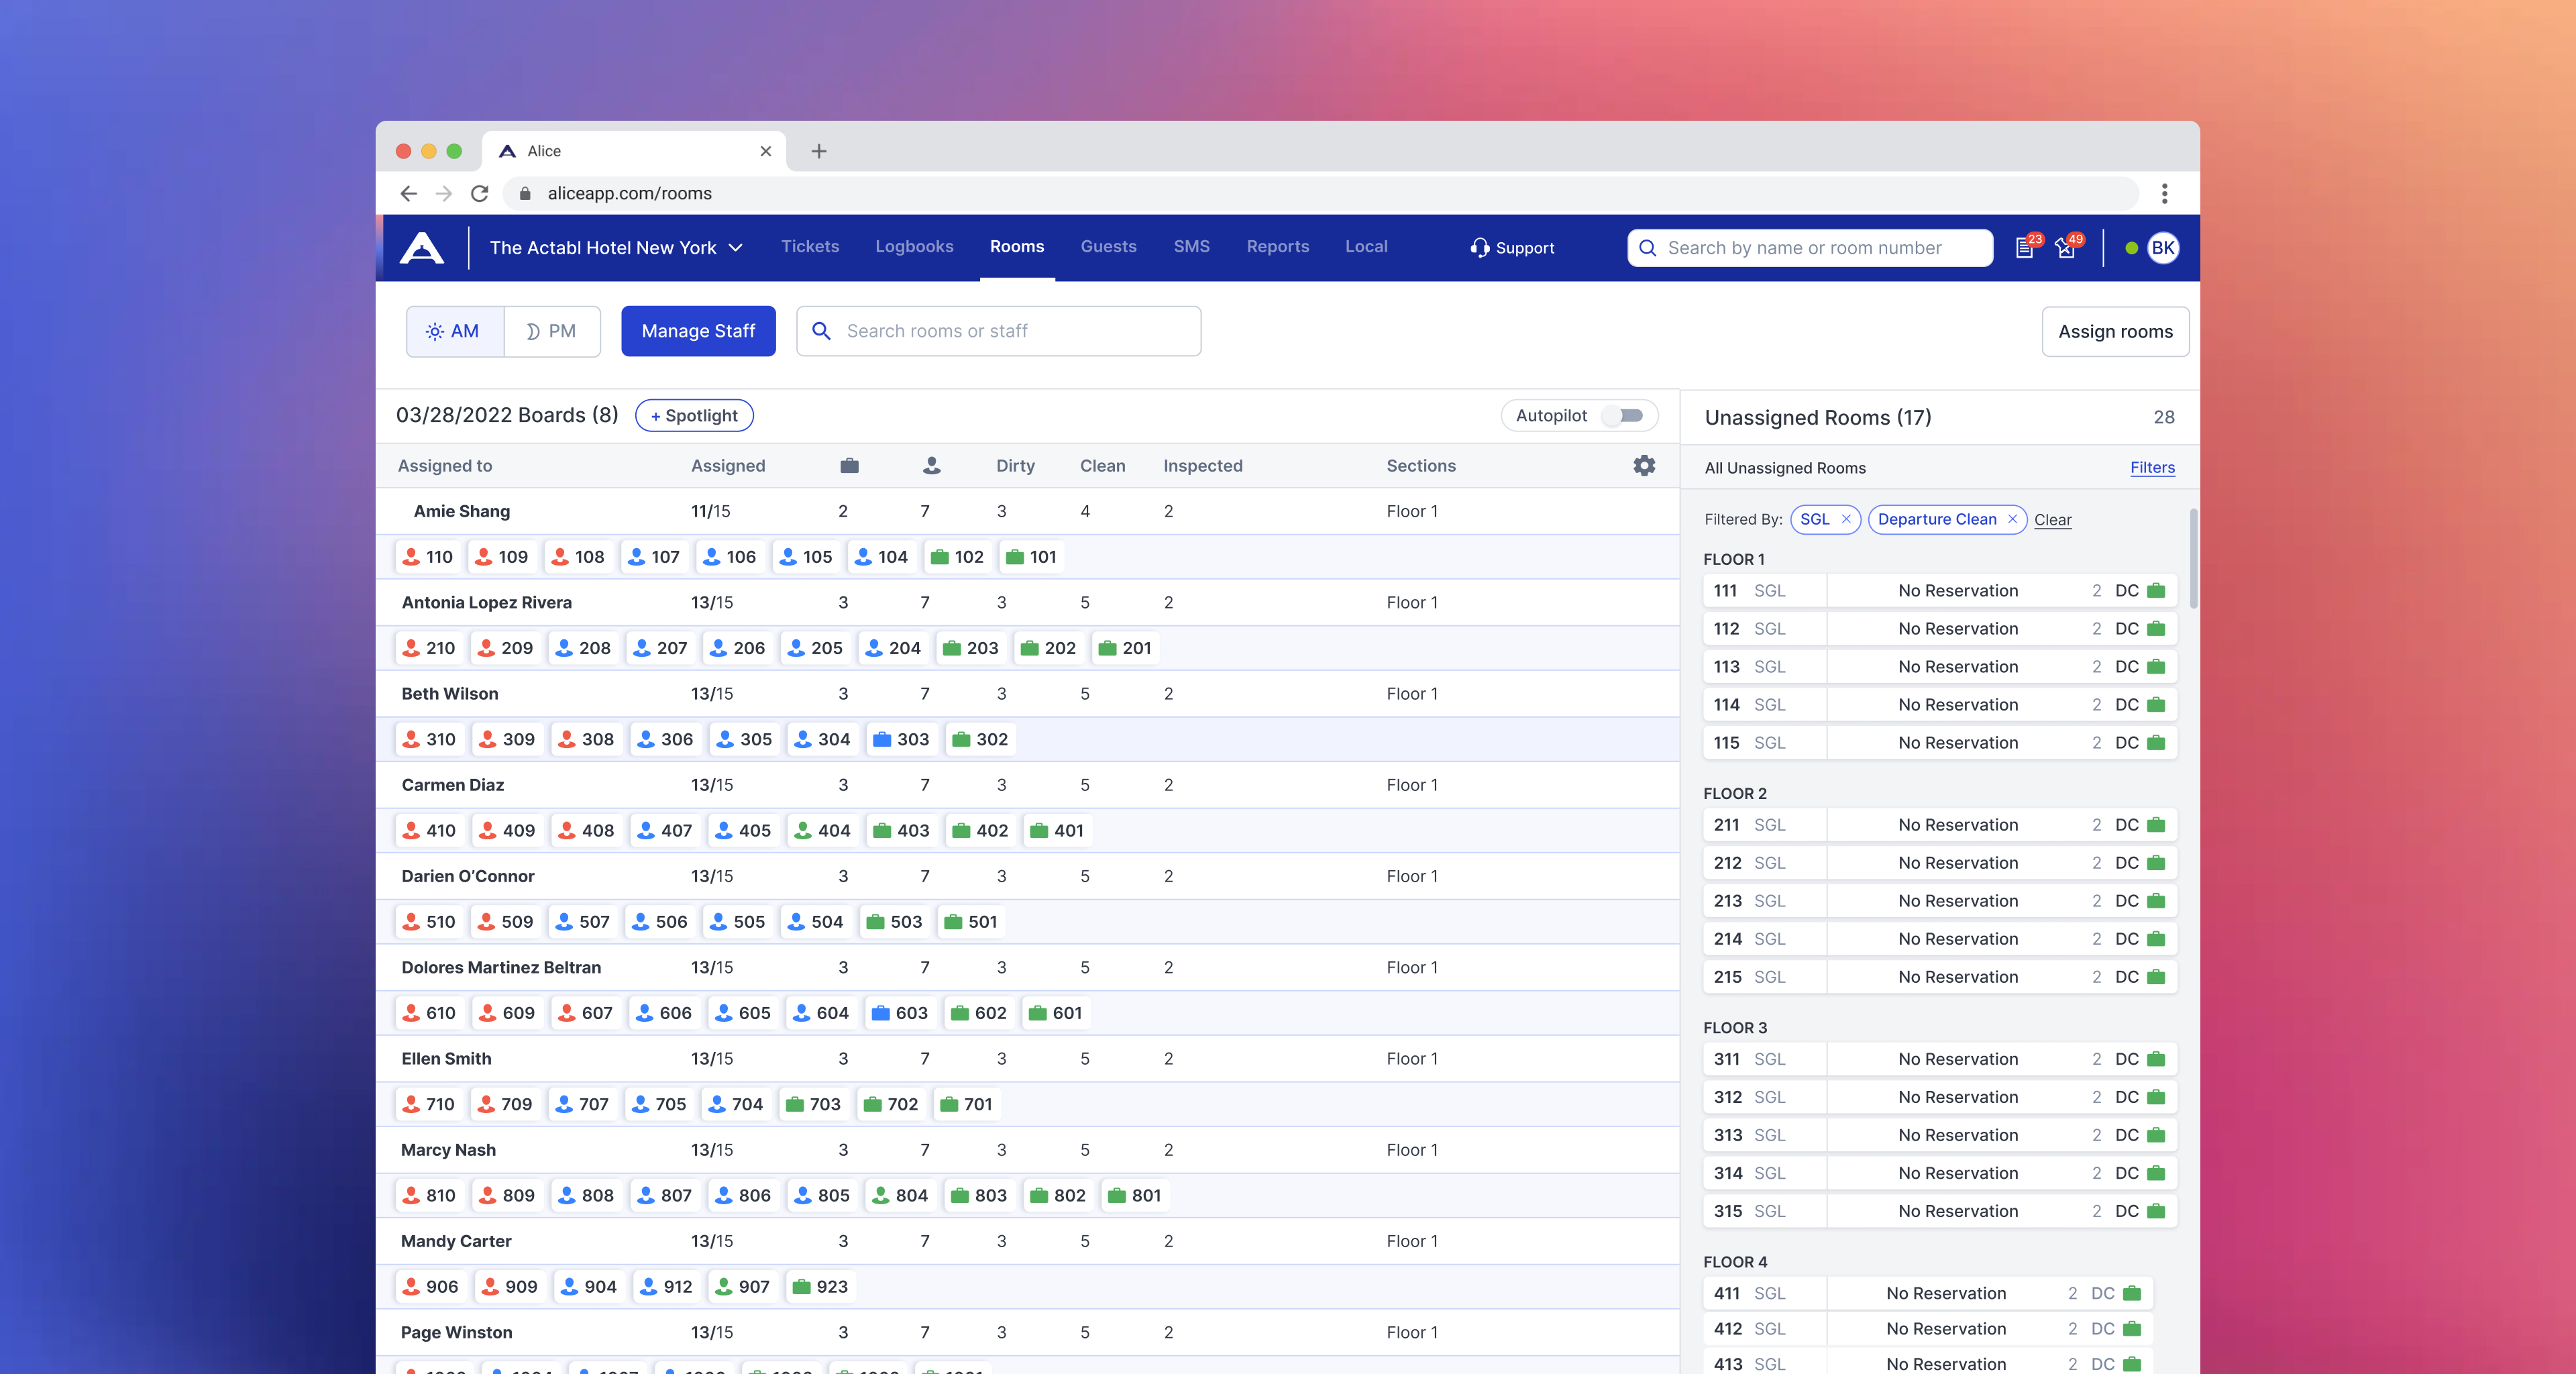 Alice
aliceapp.com/rooms
The Actabl Hotel New York Tickets Logbooks Rooms Guests SMS Reports Local Support Search by name or room number 23 49 BK
AM PM Manage Staff Search rooms or staff Assign rooms
03/28/2022 Boards (8) + Spotlight Autopilot
Assigned to Assigned Dirty Clean Inspected Sections
Amie Shang 11/15 2 7 3 4 2 Floor 1
110 109 108 107 106 105 104 102 101
Antonia Lopez Rivera 13/15 3 7 3 5 2 Floor 1
210 209 208 207 206 205 204 203 202 201
Beth Wilson 13/15 3 7 3 5 2 Floor 1
310 309 308 306 305 304 303 302
Carmen Diaz 13/15 3 7 3 5 2 Floor 1
410 409 408 407 405 404 403 402 401
Darien O’Connor 13/15 3 7 3 5 2 Floor 1
510 509 507 506 505 504 503 501
Dolores Martinez Beltran 13/15 3 7 3 5 2 Floor 1
610 609 607 606 605 604 603 602 601
Ellen Smith 13/15 3 7 3 5 2 Floor 1
710 709 707 705 704 703 702 701
Marcy Nash 13/15 3 7 3 5 2 Floor 1
810 809 808 807 806 805 804 803 802 801
Mandy Carter 13/15 3 7 3 5 2 Floor 1
906 909 904 912 907 923
Page Winston 13/15 3 7 3 5 2 Floor 1
Unassigned Rooms (17) 28
All Unassigned Rooms Filters
Filtered By: SGL Departure Clean Clear
FLOOR 1
111 SGL No Reservation 2 DC
112 SGL No Reservation 2 DC
113 SGL No Reservation 2 DC
114 SGL No Reservation 2 DC
115 SGL No Reservation 2 DC
FLOOR 2
211 SGL No Reservation 2 DC
212 SGL No Reservation 2 DC
213 SGL No Reservation 2 DC
214 SGL No Reservation 2 DC
215 SGL No Reservation 2 DC
FLOOR 3
311 SGL No Reservation 2 DC
312 SGL No Reservation 2 DC
313 SGL No Reservation 2 DC
314 SGL No Reservation 2 DC
315 SGL No Reservation 2 DC
FLOOR 4
411 SGL No Reservation 2 DC
412 SGL No Reservation 2 DC
413 SGL No Reservation 2 DC